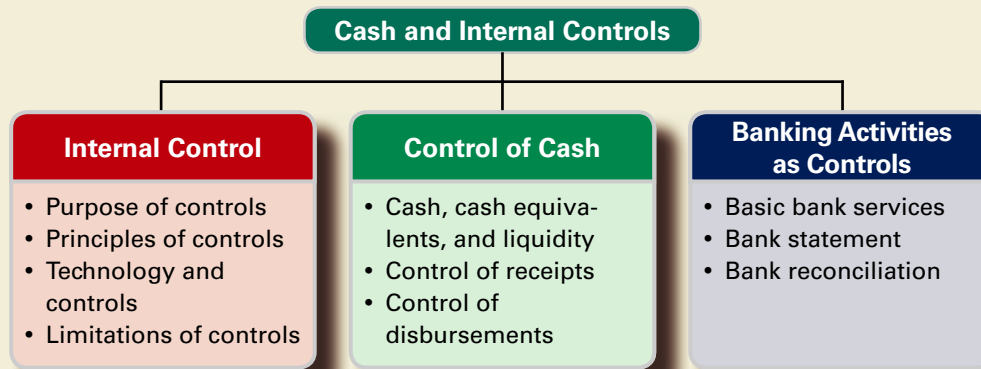 Cash and Internal Controls
Internal Control
• Purpose of controls
• Principles of controls
• Technology and
controls
• Limitations of controls
Control of Cash
• Cash, cash equiva-
lents, and liquidity
• Control of receipts
• Control of
disbursements
Banking Activities
as Controls
• Basic bank services
• Bank statement
• Bank reconciliation